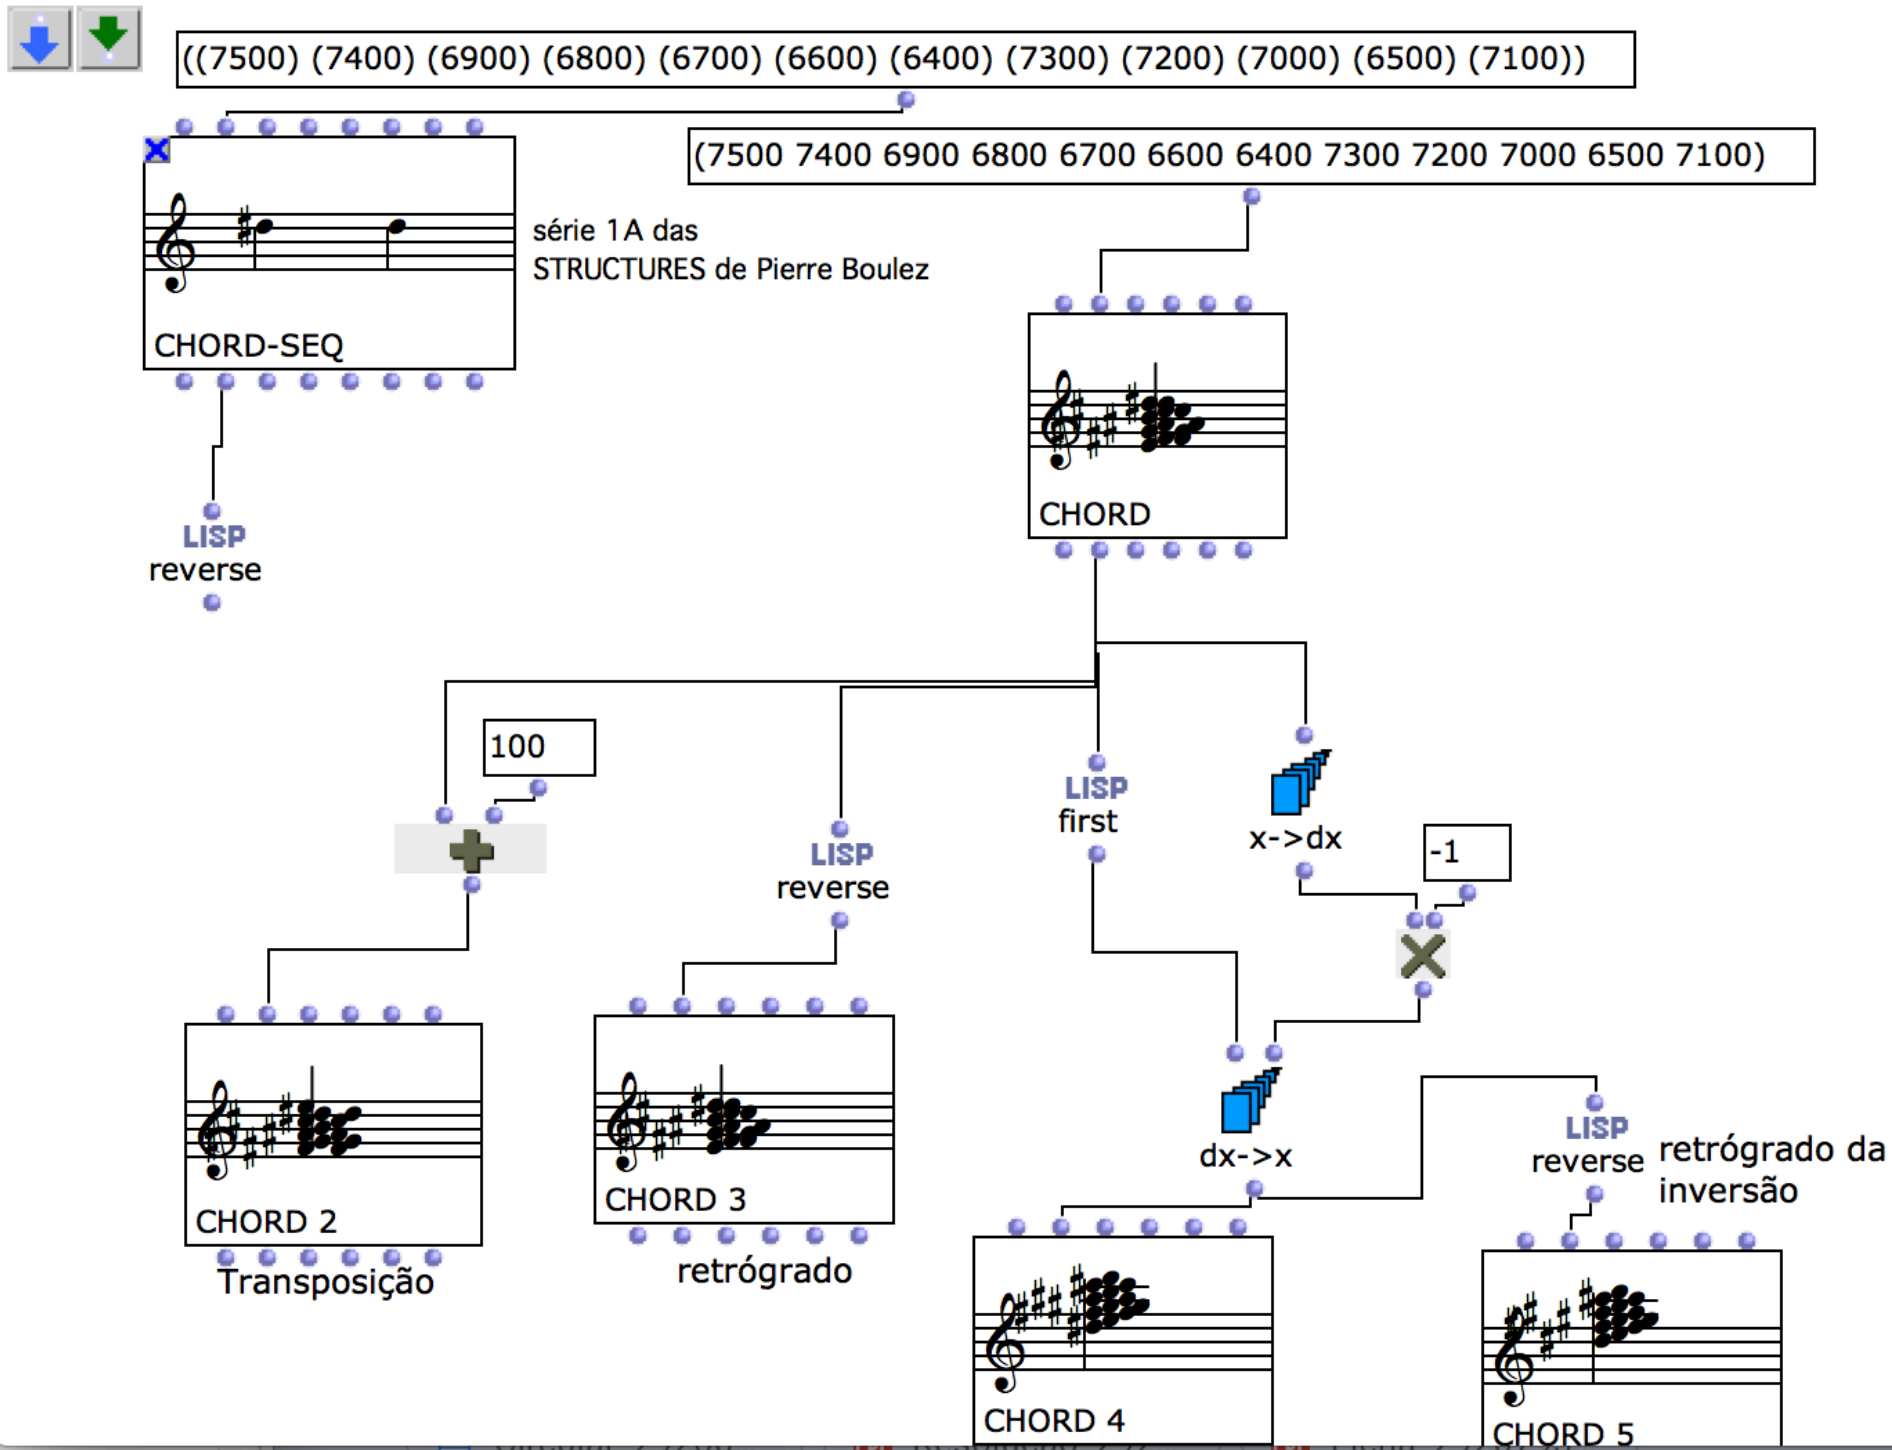 ((7500) (7400) (6900) (6800) (6700) (6600) (6400) (7300) (7200) (7000) (6500) (7100))
(7500 7400 6900 6800 6700 6600 6400 7300 7200 7000 6500 7100)
série 1A das
STRUCTURES de Pierre Boulez
CHORD-SEQ
CHORD
LISP
reverse
100
LISP
first
x->dx
-1
LISP
reverse
CHORD 2
Transposição
CHORD 3
retrógrado
dx->x
LISP
reverse
retrógrado da
inversão
CHORD 4
CHORD 5